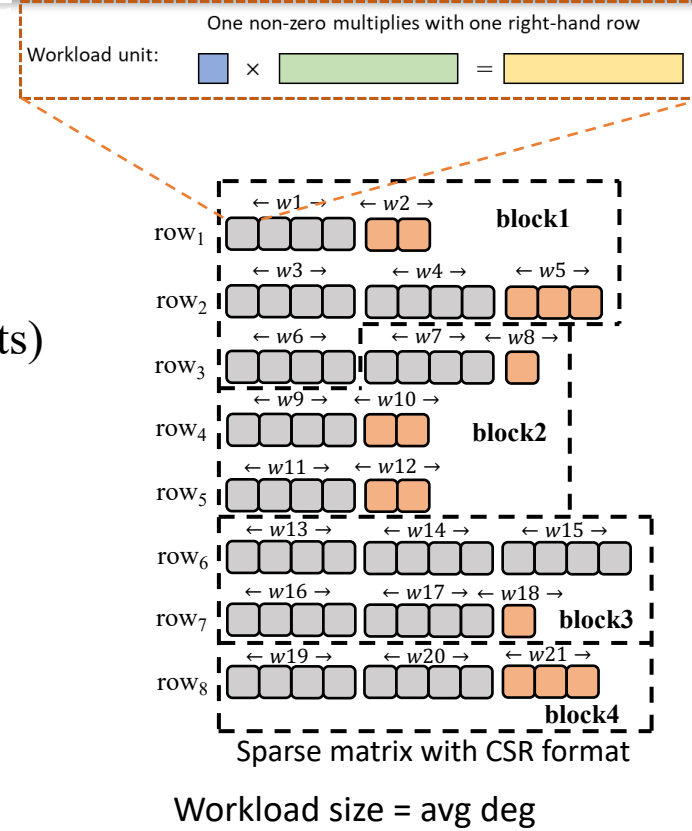 One non-zero multiplies with one right-hand row
Workload unit: × =
← w1 → ← w2 → block1
row₁
← w3 → ← w4 → ← w5 →
row₂
ts)
← w6 → ← w7 → ← w8 →
row₃
← w9 → ← w10 →
row₄ block2
← w11 → ← w12 →
row₅
← w13 → ← w14 → ← w15 →
row₆
← w16 → ← w17 → ← w18 →
row₇ block3
← w19 → ← w20 → ← w21 →
row₈
block4
Sparse matrix with CSR format
Workload size = avg deg